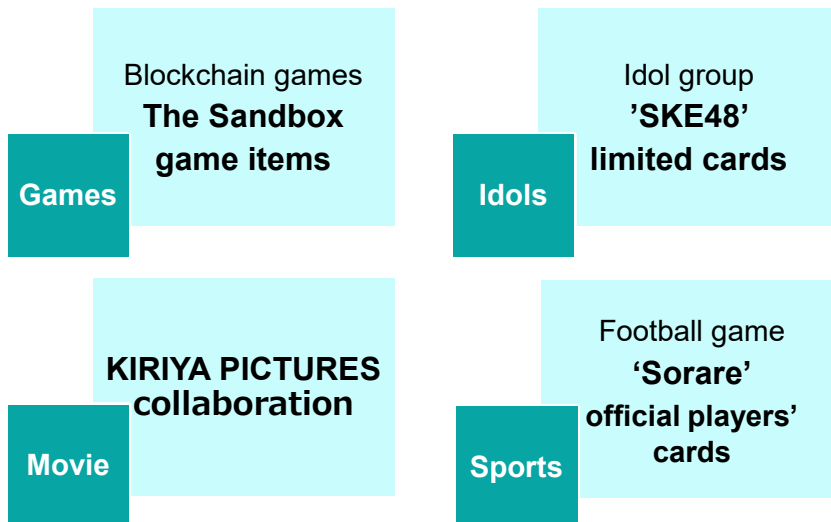 Blockchain games
The Sandbox
game items
Games
Idol group
’SKE48’
limited cards
Idols
KIRIYA PICTURES
collaboration
Movie
Football game
‘Sorare’
official players’
cards
Sports